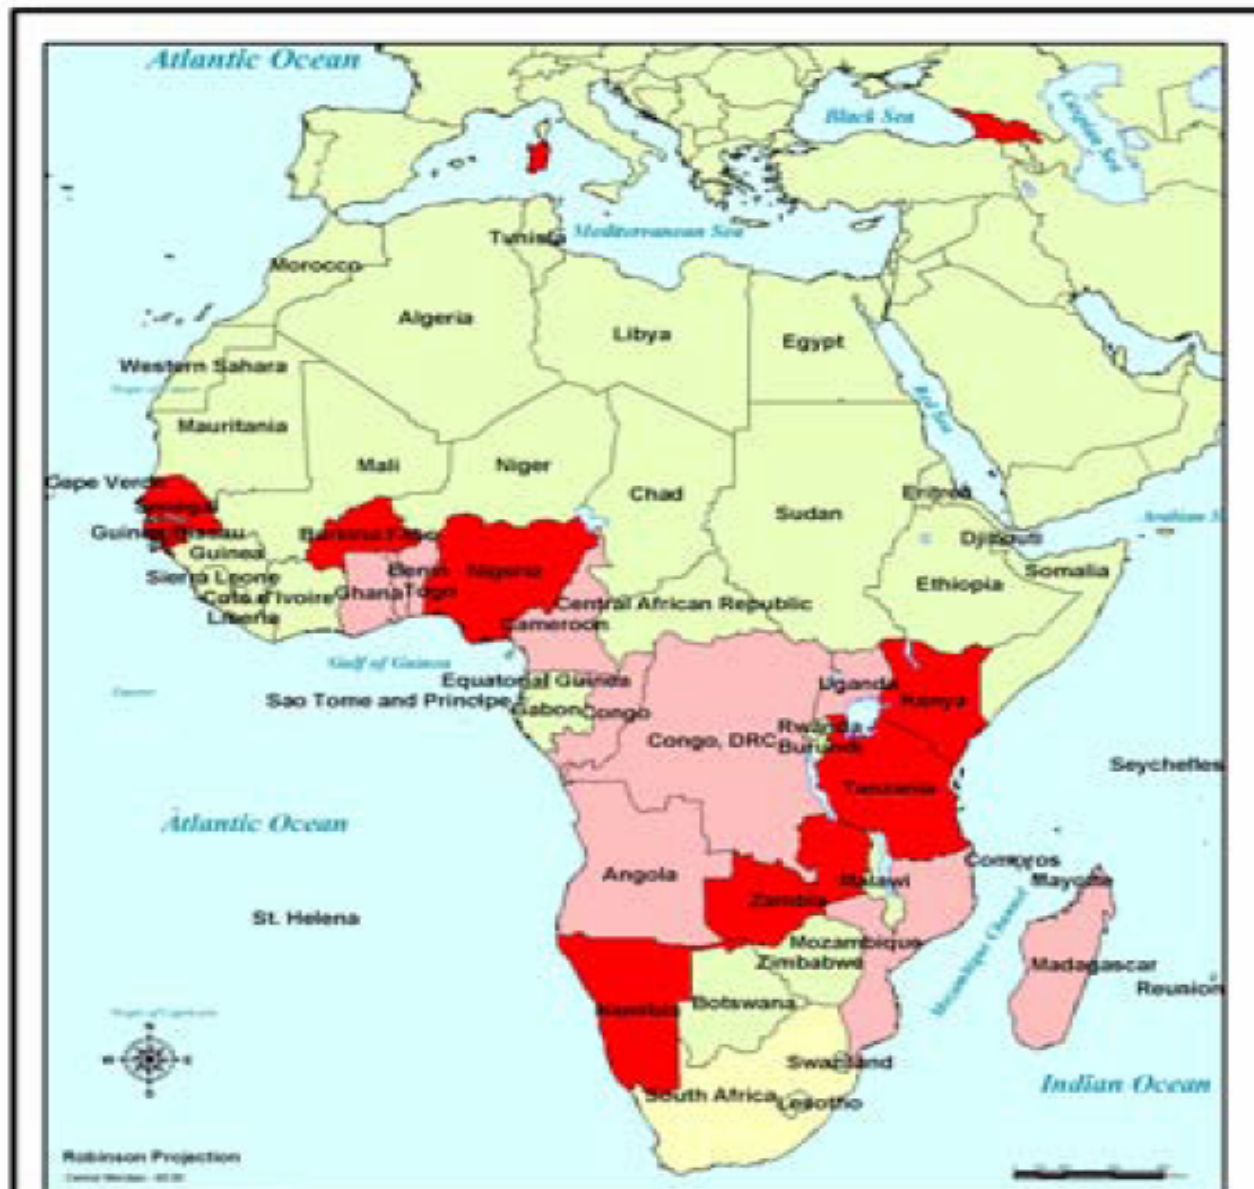 Atlantic Ocean
Black Sea
Caspian Sea
Tunisia
Mediterranean Sea
Morocco
Algeria
Libya
Egypt
Western Sahara
Red Sea
Mauritania
Mali
Niger
Chad
Cape Verde
Senegal
Eritrea
Sudan
Guinea Bissau
Burkina Faso
Djibouti
Guinea
Benin
Nigeria
Somalia
Sierra Leone
Ethiopia
Cote d'Ivoire
Ghana
Togo
Central African Republic
Liberia
Cameroon
Gulf of Guinea
Equatorial Guinea
Uganda
Equator
Sao Tome and Principe
Gabon
Congo
Kenya
Rwanda
Congo, DRC
Burundi
Seychelles
Tanzania
Atlantic Ocean
Comoros
Angola
Malawi
Mayotte
Zambia
St. Helena
Mozambique
Mozambique Channel
Zimbabwe
Madagascar
Reunion
Botswana
Namibia
Tropic of Capricorn
N
W
E
S
Swaziland
South Africa
Lesotho
Indian Ocean
Robinson Projection